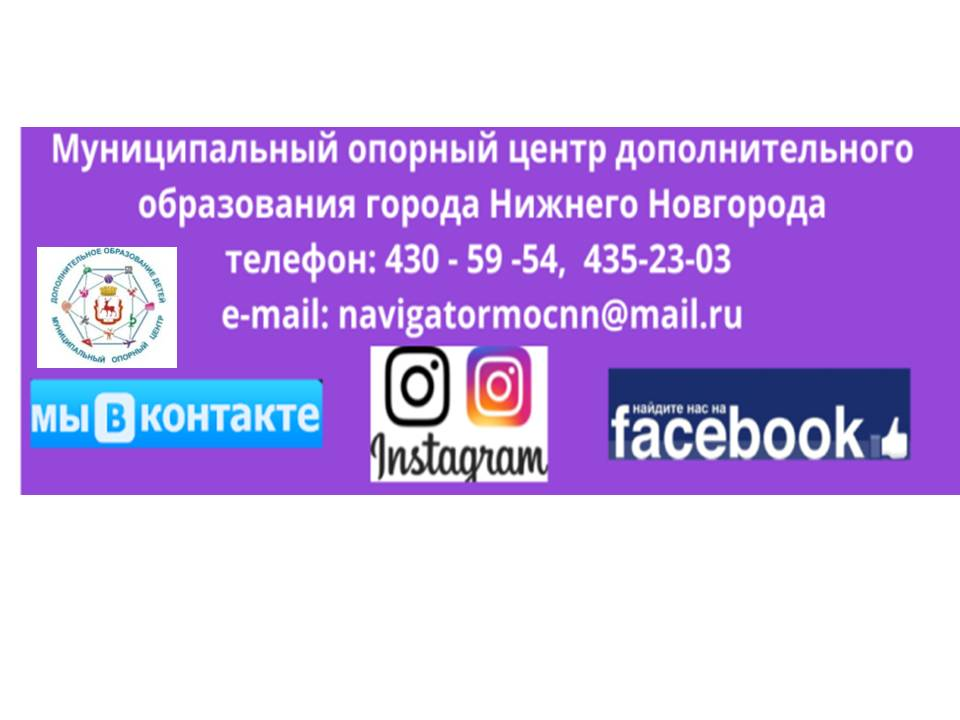 Муниципальный опорный центр дополнительного
образования города Нижнего Новгорода
телефон: 430 - 59 -54,  435-23-03
e-mail: navigatormocnn@mail.ru
ДОПОЛНИТЕЛЬНОЕ ОБРАЗОВАНИЕ ДЕТЕЙ
МУНИЦИПАЛЬНЫЙ ОПОРНЫЙ ЦЕНТР
мы В контакте
Instagram
найдите нас на
facebook